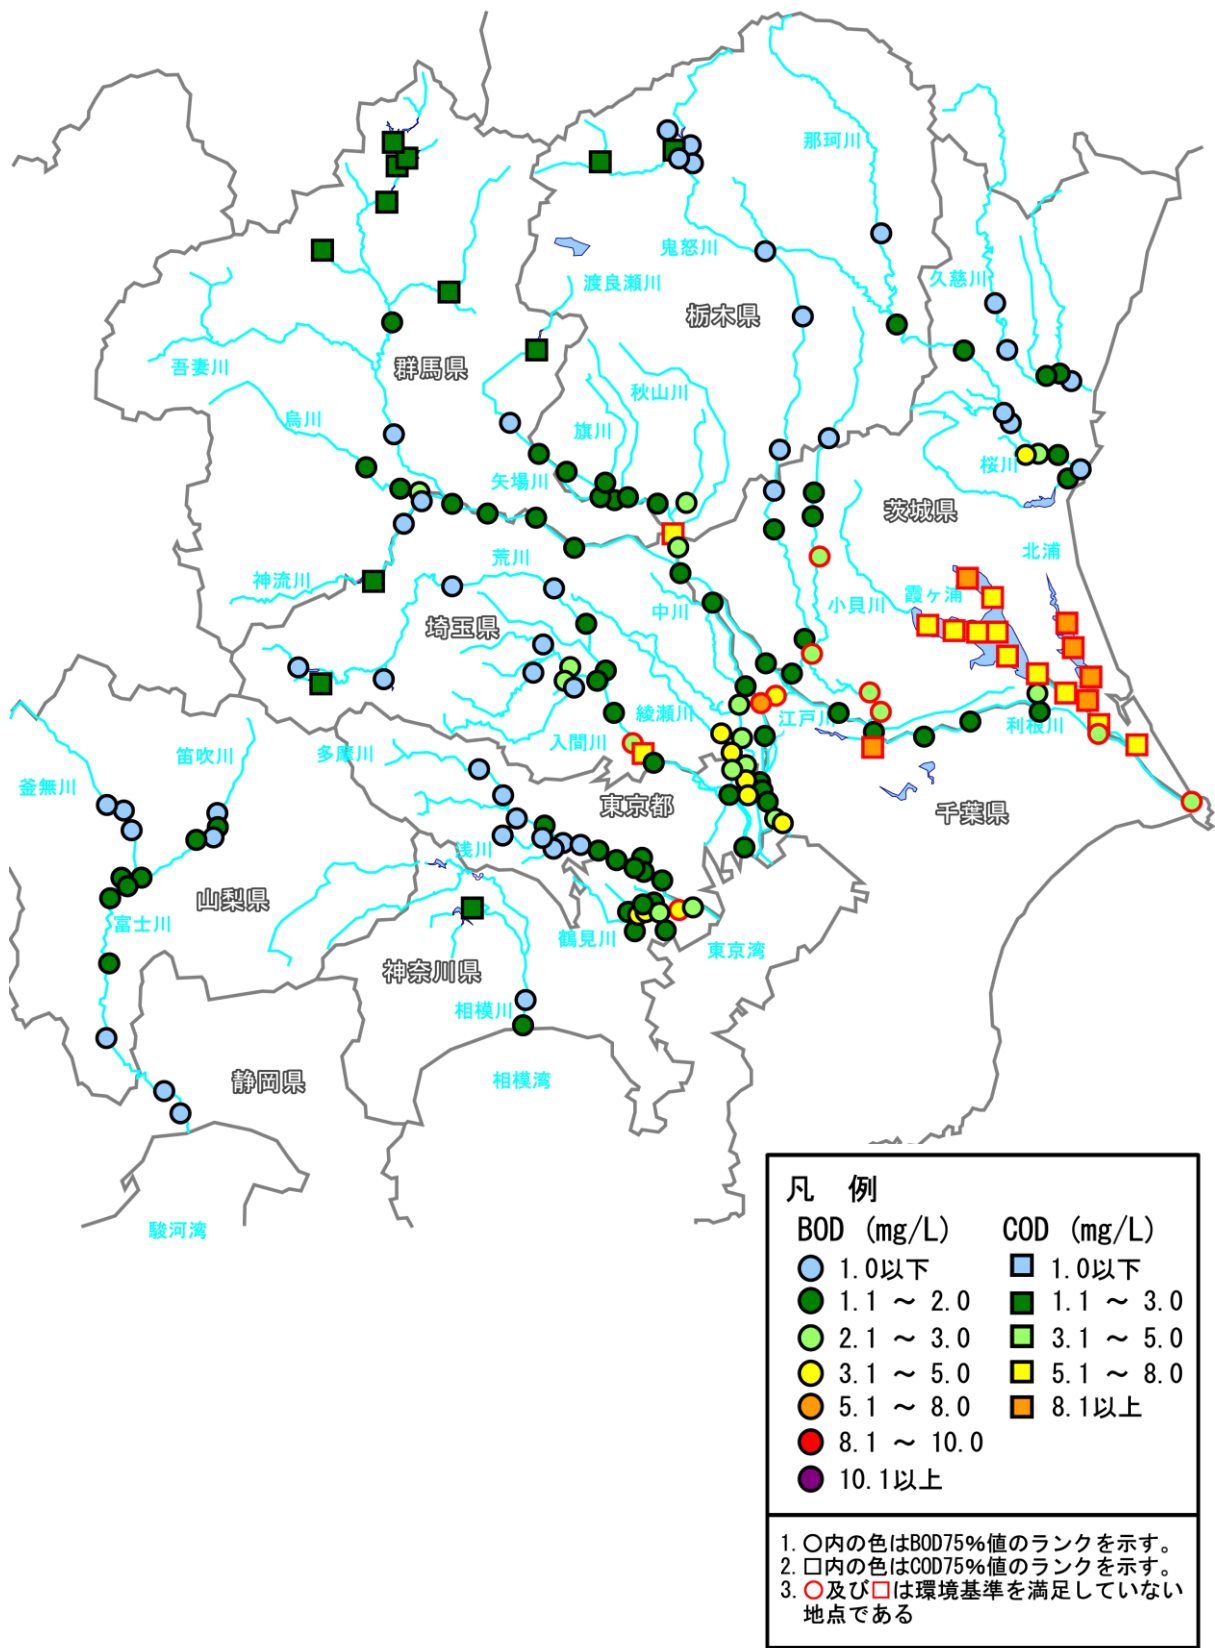 那珂川
鬼怒川
久慈川
渡良瀬川
栃木県
吾妻川
群馬県
秋山川
烏川
旗川
桜川
矢場川
茨城県
荒川
北浦
神流川
中川
小貝川
霞ヶ浦
埼玉県
綾瀬川
江戸川
利根川
入間川
笛吹川
多摩川
釜無川
東京都
千葉県
浅川
山梨県
富士川
鶴見川
東京湾
神奈川県
相模川
静岡県
相模湾
駿河湾
凡 例
BOD (mg/L) COD (mg/L)
1.0以下 1.0以下
1.1 ～ 2.0 1.1 ～ 3.0
2.1 ～ 3.0 3.1 ～ 5.0
3.1 ～ 5.0 5.1 ～ 8.0
5.1 ～ 8.0 8.1以上
8.1 ～ 10.0
10.1以上
1. ○内の色はBOD75%値のランクを示す。
2. □内の色はCOD75%値のランクを示す。
3. ○及び□は環境基準を満足していない
地点である